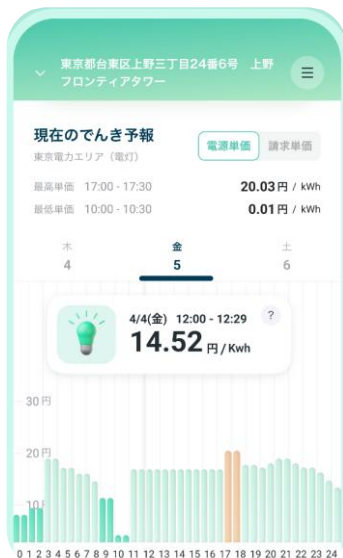 東京都台東区上野三丁目24番6号 上野
フロンティアタワー
現在のでんき予報
東京電力エリア（電灯）
電源単価 請求単価
最高単価 17:00 - 17:30 20.03円 / kWh
最低単価 10:00 - 10:30 0.01円 / kWh
木 金 土
4 5 6
4/4(金) 12:00 - 12:29 ?
14.52 円/Kwh
30円
20円
10円
0 1 2 3 4 5 6 7 8 9 10 11 12 13 14 15 16 17 18 19 20 21 22 23 24